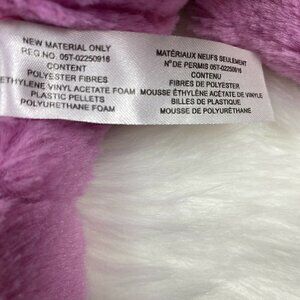 NEW MATERIAL ONLY
REG.NO. 05T-02250916
CONTENT
POLYESTER FIBRES
ETHYLENE VINYL ACETATE FOAM
PLASTIC PELLETS
POLYURETHANE FOAM
MATÉRIAUX NEUFS SEULEMENT
Nº DE PERMIS 05T-02250916
CONTENU
FIBRES DE POLYESTER
MOUSSE ÉTHYLÈNE ACÉTATE DE VINYLE
BILLES DE PLASTIQUE
MOUSSE DE POLYURÉTHANE